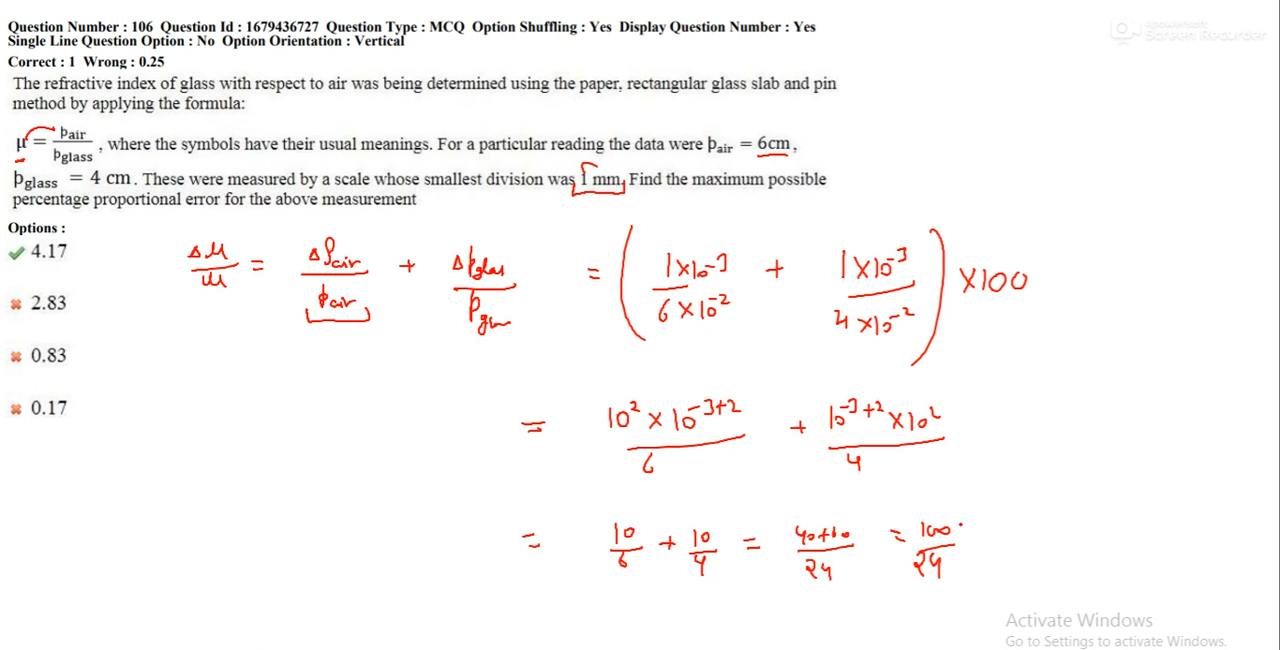 Question Number : 106 Question Id : 1679436727 Question Type : MCQ Option Shuffling : Yes Display Question Number : Yes
Single Line Question Option : No Option Orientation : Vertical
Correct : 1 Wrong : 0.25
The refractive index of glass with respect to air was being determined using the paper, rectangular glass slab and pin
method by applying the formula:
μ = þair / þglass , where the symbols have their usual meanings. For a particular reading the data were þair = 6cm,
þglass = 4 cm. These were measured by a scale whose smallest division was 1 mm. Find the maximum possible
percentage proportional error for the above measurement
Options :
4.17
2.83
0.83
0.17
Δμ/μ = Δþair/þair + Δþglas/þglas = (1×10⁻³/6×10⁻² + 1×10⁻³/4×10⁻²) ×100
= 10²×10⁻³⁺²/6 + 10⁻³⁺²×10²/4
= 10/6 + 10/4 = 40+60/24 = 100/24
Apowersoft
Screen Recorder
Activate Windows
Go to Settings to activate Windows.